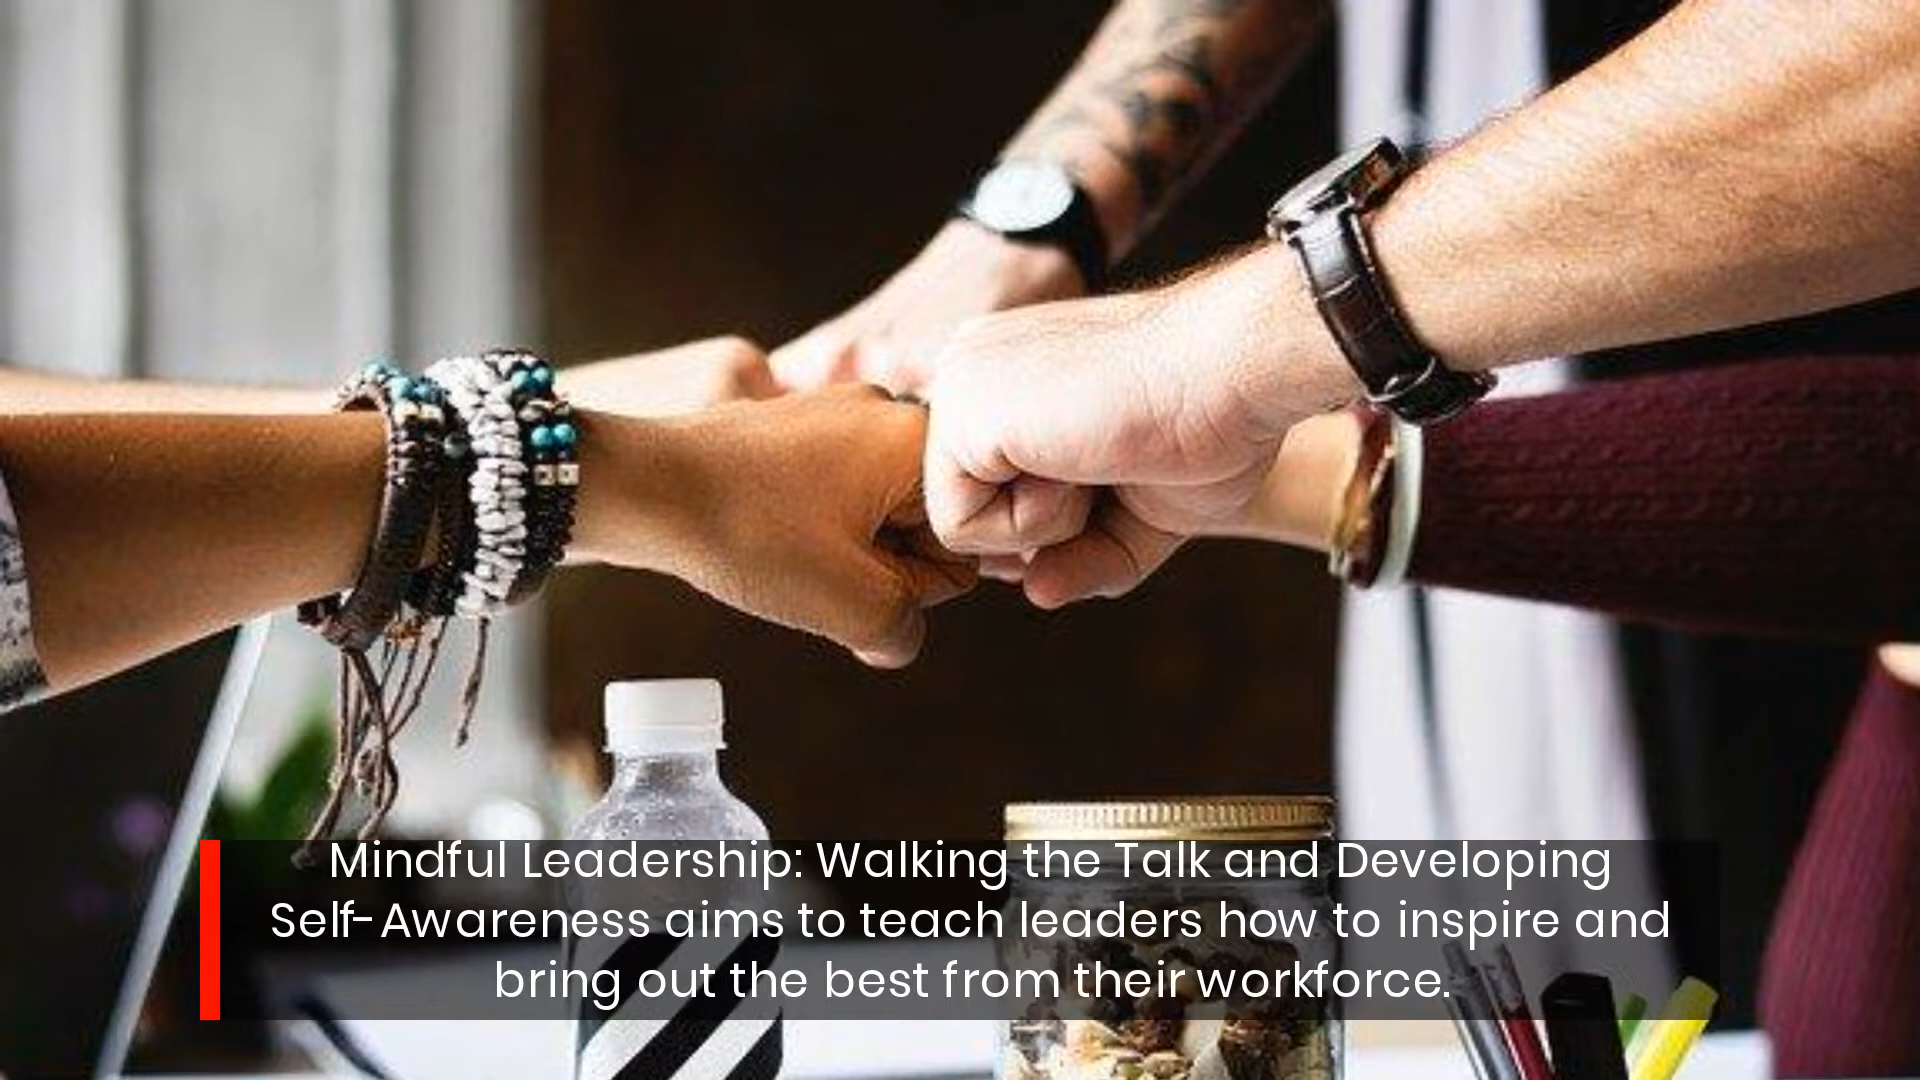 Mindful Leadership: Walking the Talk and Developing
Self-Awareness aims to teach leaders how to inspire and
bring out the best from their workforce.